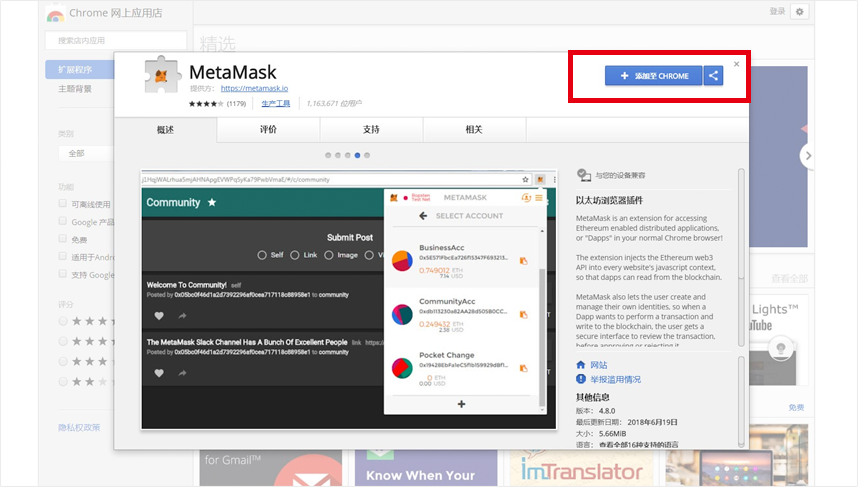 Chrome 网上应用店
登录
搜索店内应用
精选
扩展程序
主题背景
类别
全部
功能
可离线使用
Google 产品
免费
适用于Andro
支持 Google
评分
隐私权政策
MetaMask
提供方： https://metamask.io
(1179)
生产工具
1,163,671 位用户
添加至 CHROME
概述
评价
支持
相关
Community
Submit Post
Self
Link
Image
Welcome To Community! self
Posted by 0x05bc0f46d1a2d7392296af0cea717118c88958e1 to community
The MetaMask Slack Channel Has A Bunch Of Excellent People link
Posted by 0x05bc0f46d1a2d7392296af0cea717118c88958e1 to community
METAMASK
SELECT ACCOUNT
BusinessAcc
0.749012 ETH
7.14 USD
CommunityAcc
0.249432 ETH
2.38 USD
Pocket Change
0 ETH
0.00 USD
与您的设备兼容
以太坊浏览器插件
MetaMask is an extension for accessing
Ethereum enabled distributed applications,
or "Dapps" in your normal Chrome browser!
The extension injects the Ethereum web3
API into every website's javascript context,
so that dapps can read from the blockchain.
MetaMask also lets the user create and
manage their own identities, so when a
Dapp wants to perform a transaction and
write to the blockchain, the user gets a
secure interface to review the transaction,
before approving or rejecting it.
网站
举报滥用情况
其他信息
版本： 4.8.0
最后更新日期： 2018年6月19日
大小： 5.66MiB
语言： 查看全部16种支持的语言
查看全部
Lights™
uTube
免费
for Gmail™
Know When Your
imTranslator